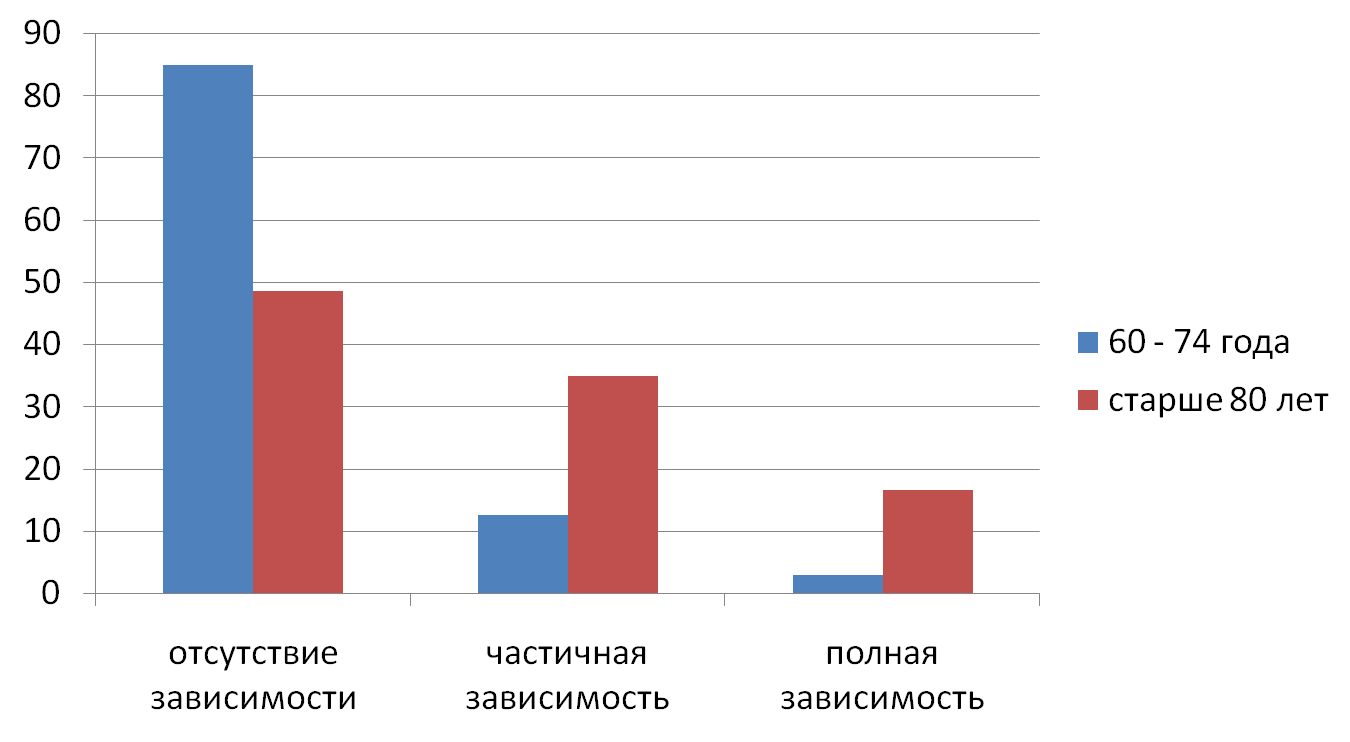 90
80
70
60
50
40
30
20
10
0
отсутствие
зависимости
частичная
зависимость
полная
зависимость
60 - 74 года
старше 80 лет